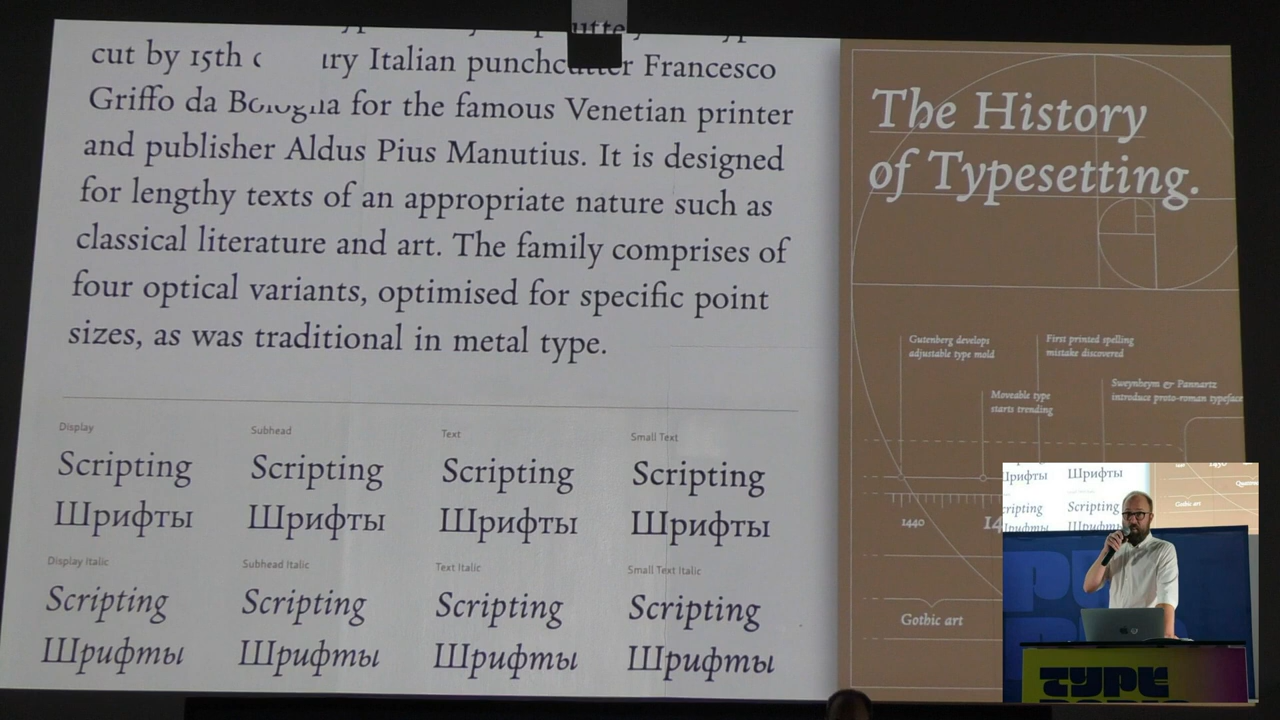 cut by 15th
ury Italian punchcutter Francesco
Griffo da Bologna for the famous Venetian printer
and publisher Aldus Pius Manutius. It is designed
for lengthy texts of an appropriate nature such as
classical literature and art. The family comprises of
four optical variants, optimised for specific point
sizes, as was traditional in metal type.
Display
Subhead
Text
Small Text
Scripting
Scripting
Scripting
Scripting
Шрифты
Шрифты
Шрифты
Шрифты
Display Italic
Subhead Italic
Text Italic
Small Text Italic
Scripting
Scripting
Scripting
Scripting
Шрифты
Шрифты
Шрифты
Шрифты
The History
of Typesetting.
Gutenberg develops
adjustable type mold
First printed spelling
mistake discovered
Moveable type
starts trending
Sweynheym & Pannartz
introduce proto-roman typeface
1440
Gothic art
Шрифты
Scripting
Gothic art
TYPE